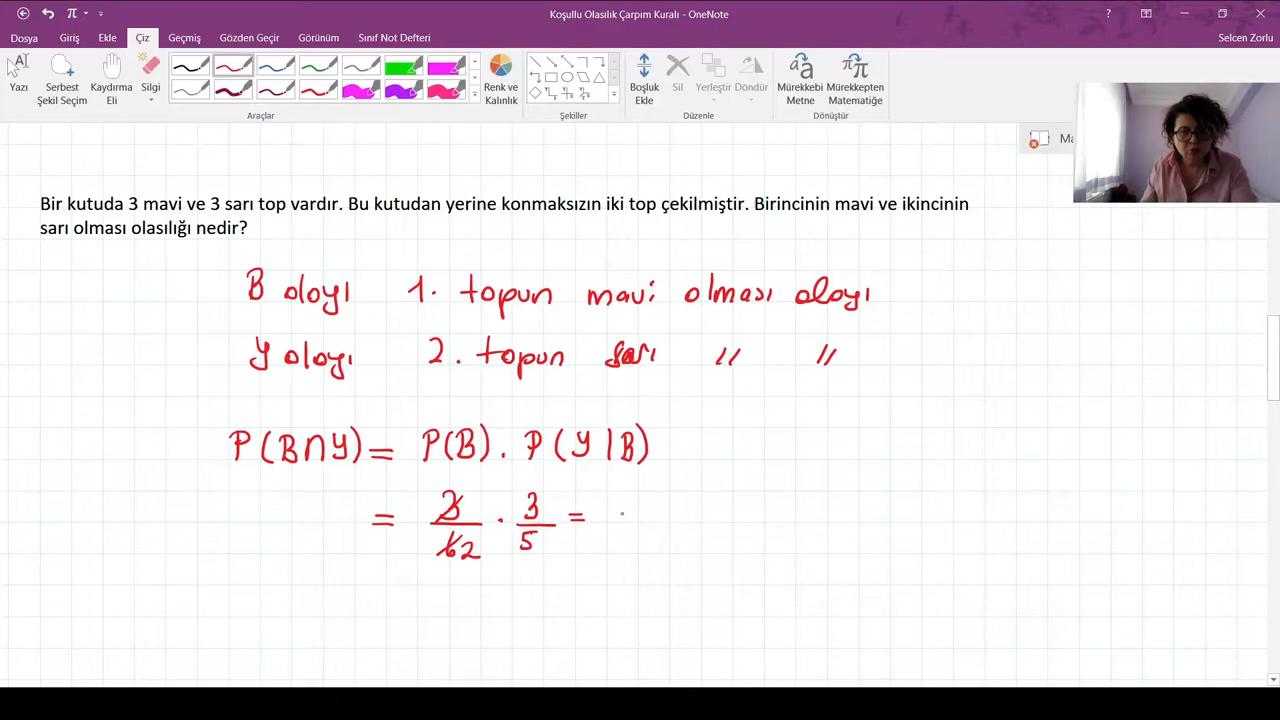 Koşullu Olasılık Çarpım Kuralı - OneNote
Dosya Giriş Ekle Çiz Geçmiş Gözden Geçir Görünüm Sınıf Not Defteri Selcen Zorlu
Yazı Serbest Şekil Seçim Kaydırma Eli Silgi Renk ve Kalınlık Boşluk Ekle Sil Yerleştir Döndür Mürekkebi Metne Mürekkepten Matematiğe
Araçlar Şekiller Düzenle Dönüştür
Ma
Bir kutuda 3 mavi ve 3 sarı top vardır. Bu kutudan yerine konmaksızın iki top çekilmiştir. Birincinin mavi ve ikincinin
sarı olması olasılığı nedir?
B olayı 1. topun mavi olması olayı
Y olayı 2. topun sarı // //
P(B∩Y) = P(B) . P(Y|B)
= 3/6 2 . 3/5 =